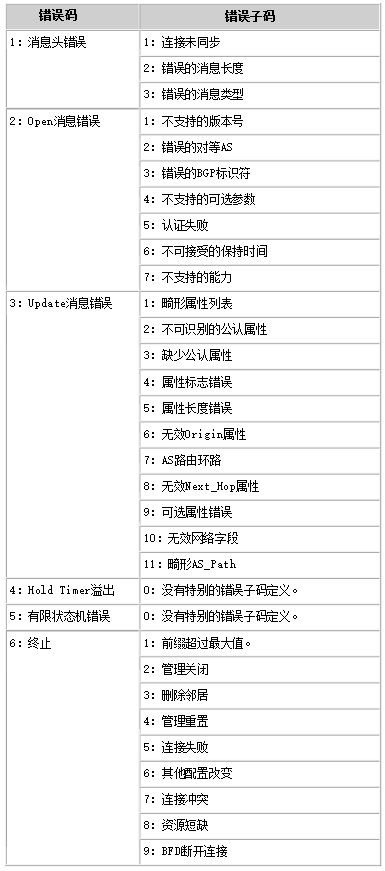 错误码 错误子码
1：消息头错误 1：连接未同步
2：错误的消息长度
3：错误的消息类型
2：Open消息错误 1：不支持的版本号
2：错误的对等AS
3：错误的BGP标识符
4：不支持的可选参数
5：认证失败
6：不可接受的保持时间
7：不支持的能力
3：Update消息错误 1：畸形属性列表
2：不可识别的公认属性
3：缺少公认属性
4：属性标志错误
5：属性长度错误
6：无效Origin属性
7：AS路由环路
8：无效Next_Hop属性
9：可选属性错误
10：无效网络字段
11：畸形AS_Path
4：Hold Timer溢出 0：没有特别的错误子码定义。
5：有限状态机错误 0：没有特别的错误子码定义。
6：终止 1：前缀超过最大值。
2：管理关闭
3：删除邻居
4：管理重置
5：连接失败
6：其他配置改变
7：连接冲突
8：资源短缺
9：BFD断开连接